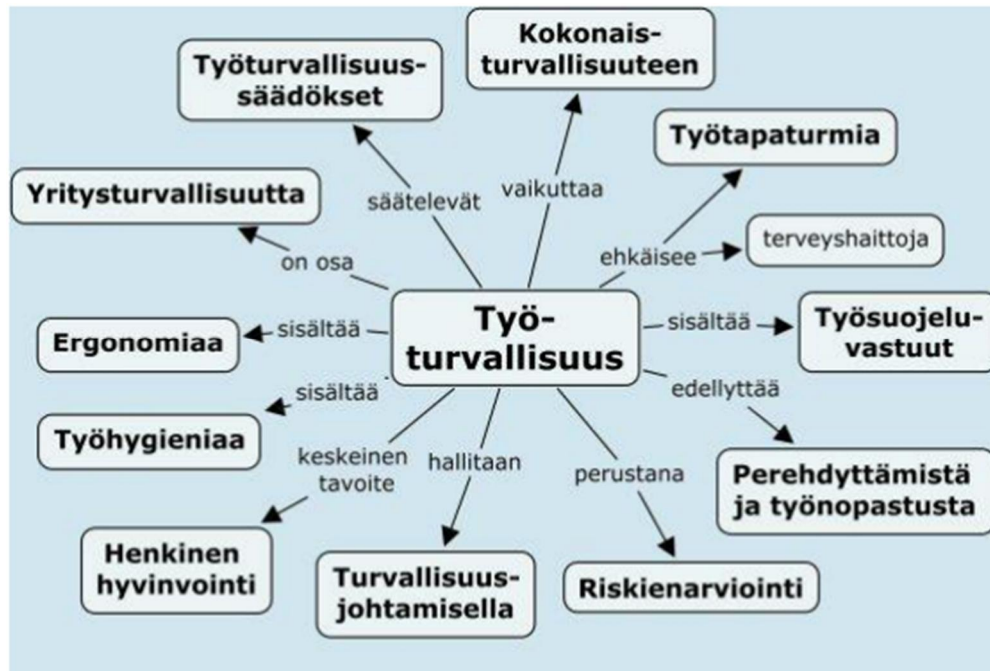 Kokonais-
turvallisuuteen
Työturvallisuus-
säädökset
Työtapaturmia
Yritysturvallisuutta
säätelevät
vaikuttaa
terveyshaittoja
on osa
ehkäisee
Työ-
turvallisuus
Ergonomiaa
sisältää
sisältää
Työsuojelu-
vastuut
sisältää
edellyttää
Työhygieniaa
keskeinen
tavoite
hallitaan
perustana
Perehdyttämistä
ja työnopastusta
Henkinen
hyvinvointi
Turvallisuus-
johtamisella
Riskienarviointi